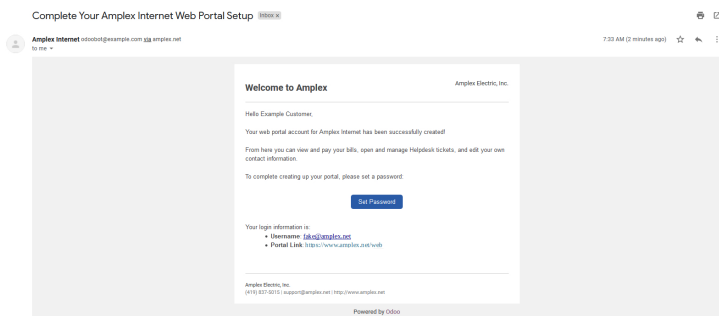 Complete Your Amplex Internet Web Portal Setup Inbox x
Amplex Internet odoobot@example.com via amplex.net
7:33 AM (2 minutes ago)
to me
Welcome to Amplex
Amplex Electric, Inc.
Hello Example Customer,
Your web portal account for Amplex Internet has been successfully created!
From here you can view and pay your bills, open and manage Helpdesk tickets, and edit your own
contact information.
To complete creating up your portal, please set a password:
Set Password
Your login information is:
• Username: fake@amplex.net
• Portal Link: https://www.amplex.net/web
Amplex Electric, Inc.
(419) 837-5015 | support@amplex.net | http://www.amplex.net
Powered by Odoo